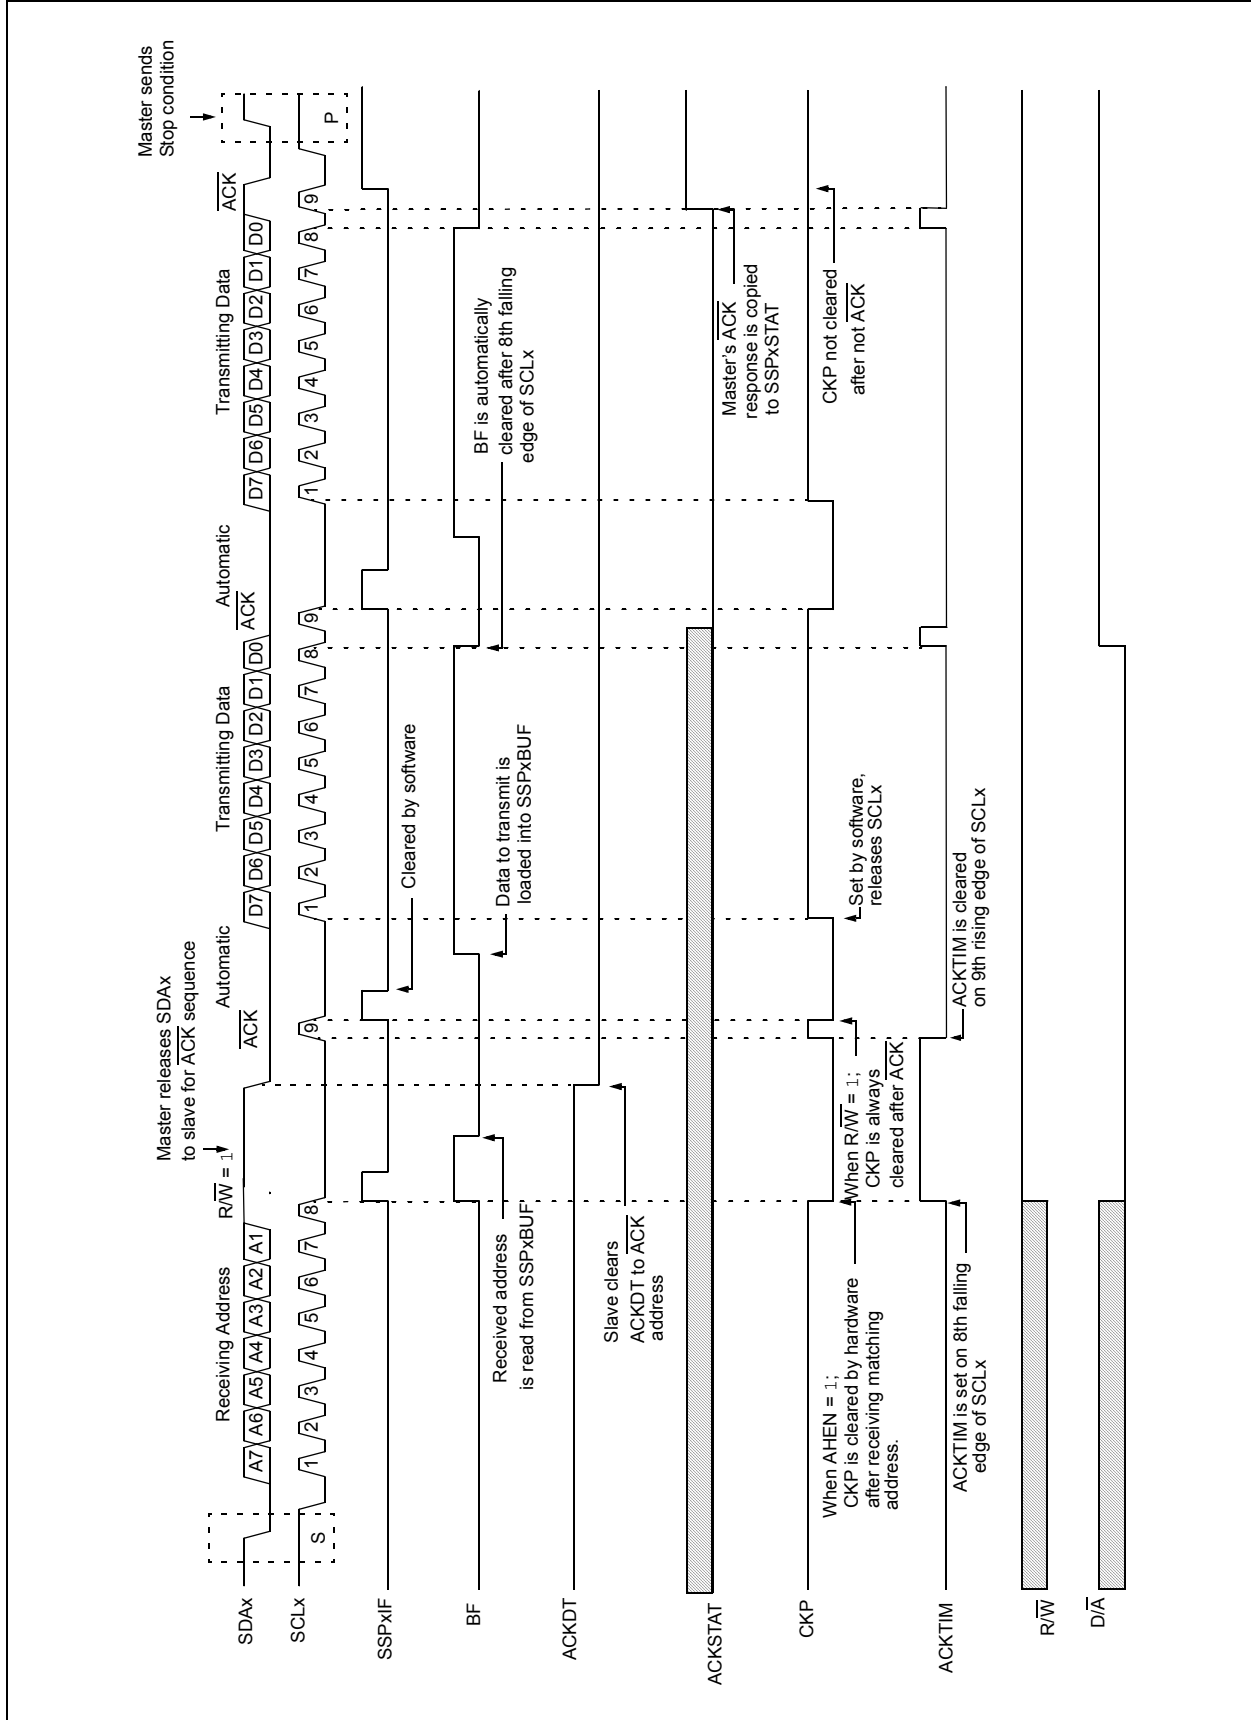 Master releases SDAx
to slave for ACK sequence
Master sends
Stop condition
Receiving Address
R/W = 1
Automatic
ACK
Transmitting Data
Automatic
ACK
Transmitting Data
ACK
SDAx
A7 A6 A5 A4 A3 A2 A1
D7 D6 D5 D4 D3 D2 D1 D0
D7 D6 D5 D4 D3 D2 D1 D0
SCLx
S
1 2 3 4 5 6 7 8 9
1 2 3 4 5 6 7 8 9
1 2 3 4 5 6 7 8 9
P
SSPxIF
Cleared by software
BF
Received address
is read from SSPxBUF
Data to transmit is
loaded into SSPxBUF
BF is automatically
cleared after 8th falling
edge of SCLx
ACKDT
Slave clears
ACKDT to ACK
address
ACKSTAT
Master's ACK
response is copied
to SSPxSTAT
CKP
When AHEN = 1;
CKP is cleared by hardware
after receiving matching
address.
When R/W = 1;
CKP is always
cleared after ACK
Set by software,
releases SCLx
CKP not cleared
after not ACK
ACKTIM
ACKTIM is set on 8th falling
edge of SCLx
ACKTIM is cleared
on 9th rising edge of SCLx
R/W
D/A